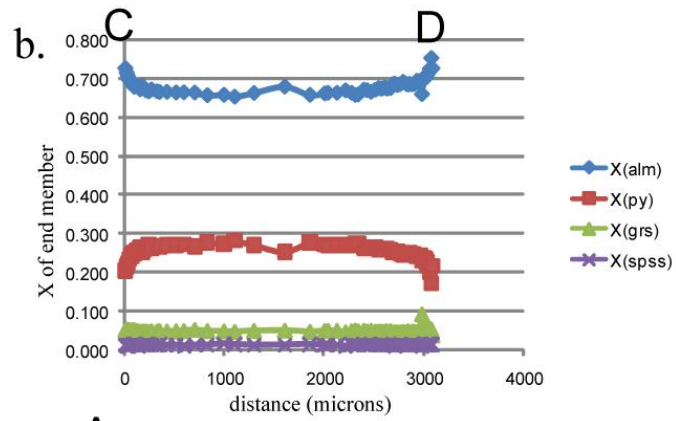 b.
C D
0.800
0.700
0.600
0.500
0.400
0.300
0.200
0.100
0.000
X of end member
0 1000 2000 3000 4000
distance (microns)
X(alm)
X(py)
X(grs)
X(spss)